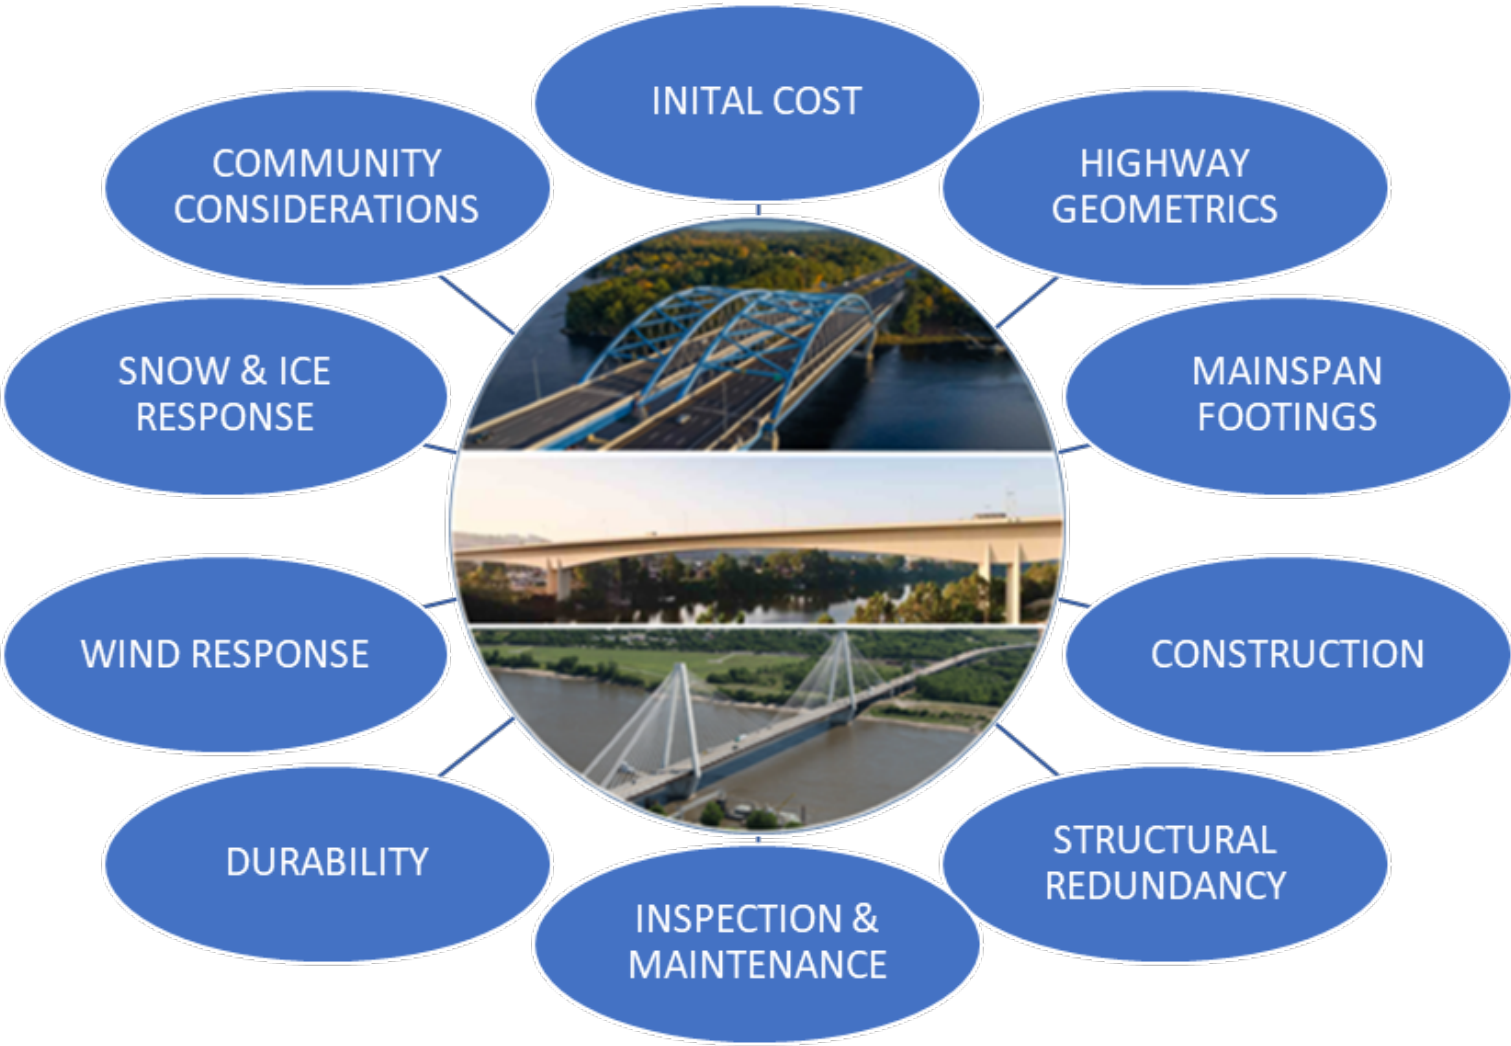 INITAL COST
HIGHWAY
GEOMETRICS
MAINSPAN
FOOTINGS
CONSTRUCTION
STRUCTURAL
REDUNDANCY
INSPECTION &
MAINTENANCE
DURABILITY
WIND RESPONSE
SNOW & ICE
RESPONSE
COMMUNITY
CONSIDERATIONS